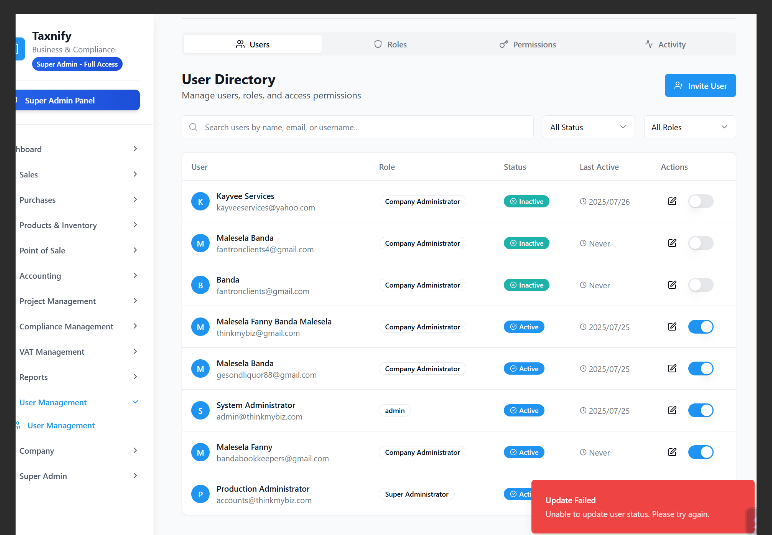 Taxnify
Business & Compliance
Super Admin - Full Access
Super Admin Panel
hboard
Sales
Purchases
Products & Inventory
Point of Sale
Accounting
Project Management
Compliance Management
VAT Management
Reports
User Management
User Management
Company
Super Admin
Users
Roles
Permissions
Activity
User Directory
Manage users, roles, and access permissions
Invite User
Search users by name, email, or username...
All Status
All Roles
User Role Status Last Active Actions
K Kayvee Services
kayveeservices@yahoo.com
Company Administrator
Inactive
2025/07/26
M Malesela Banda
fantronclients4@gmail.com
Company Administrator
Inactive
Never
B Banda
fantronclients@gmail.com
Company Administrator
Inactive
Never
M Malesela Fanny Banda Malesela
thinkmybiz@gmail.com
Company Administrator
Active
2025/07/25
M Malesela Banda
gesondliquor88@gmail.com
Company Administrator
Active
2025/07/25
S System Administrator
admin@thinkmybiz.com
admin
Active
2025/07/25
M Malesela Fanny
bandabookkeepers@gmail.com
Company Administrator
Active
Never
P Production Administrator
accounts@thinkmybiz.com
Super Administrator
Acti
Update Failed
Unable to update user status. Please try again.